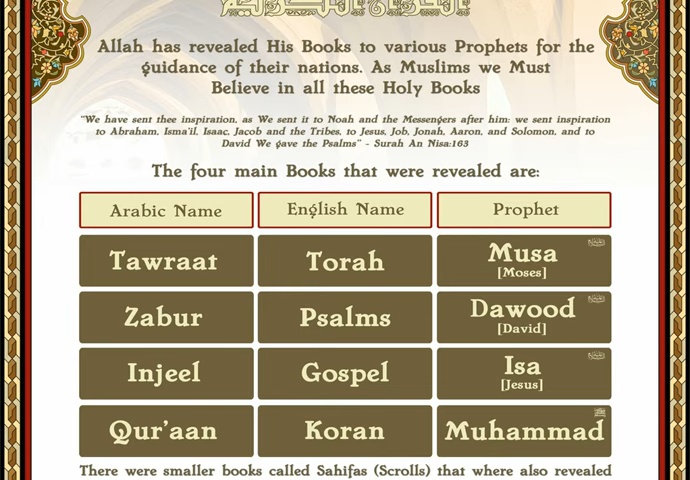 Allah has revealed His Books to various Prophets for the
guidance of their nations. As Muslims we Must
Believe in all these Holy Books
"We have sent thee inspiration, as We sent it to Noah and the Messengers after him: we sent inspiration
to Abraham, Isma'il, Isaac, Jacob and the Tribes, to Jesus, Job, Jonah, Aaron, and Solomon, and to
David We gave the Psalms" - Surah An Nisa:163
The four main Books that were revealed are:
Arabic Name English Name Prophet
Tawraat Torah Musa
[Moses]
Zabur Psalms Dawood
[David]
Injeel Gospel Isa
[Jesus]
Qur'aan Koran Muhammad
There were smaller books called Sahifas (Scrolls) that where also revealed